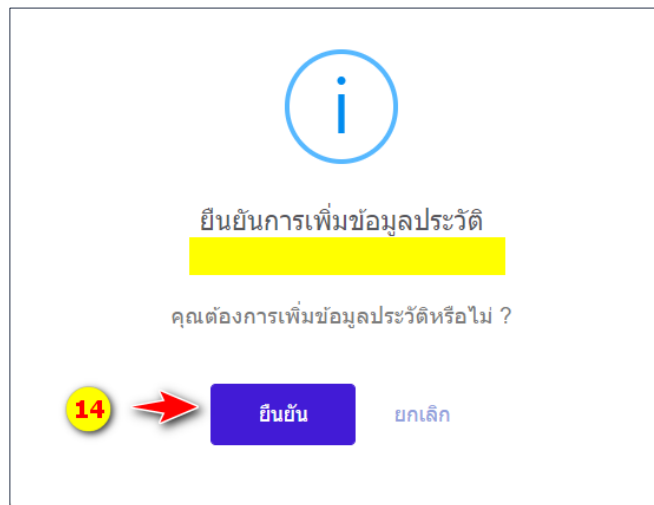 i
ยืนยันการเพิ่มข้อมูลประวัติ
คุณต้องการเพิ่มข้อมูลประวัติหรือไม่ ?
14 ยืนยัน ยกเลิก